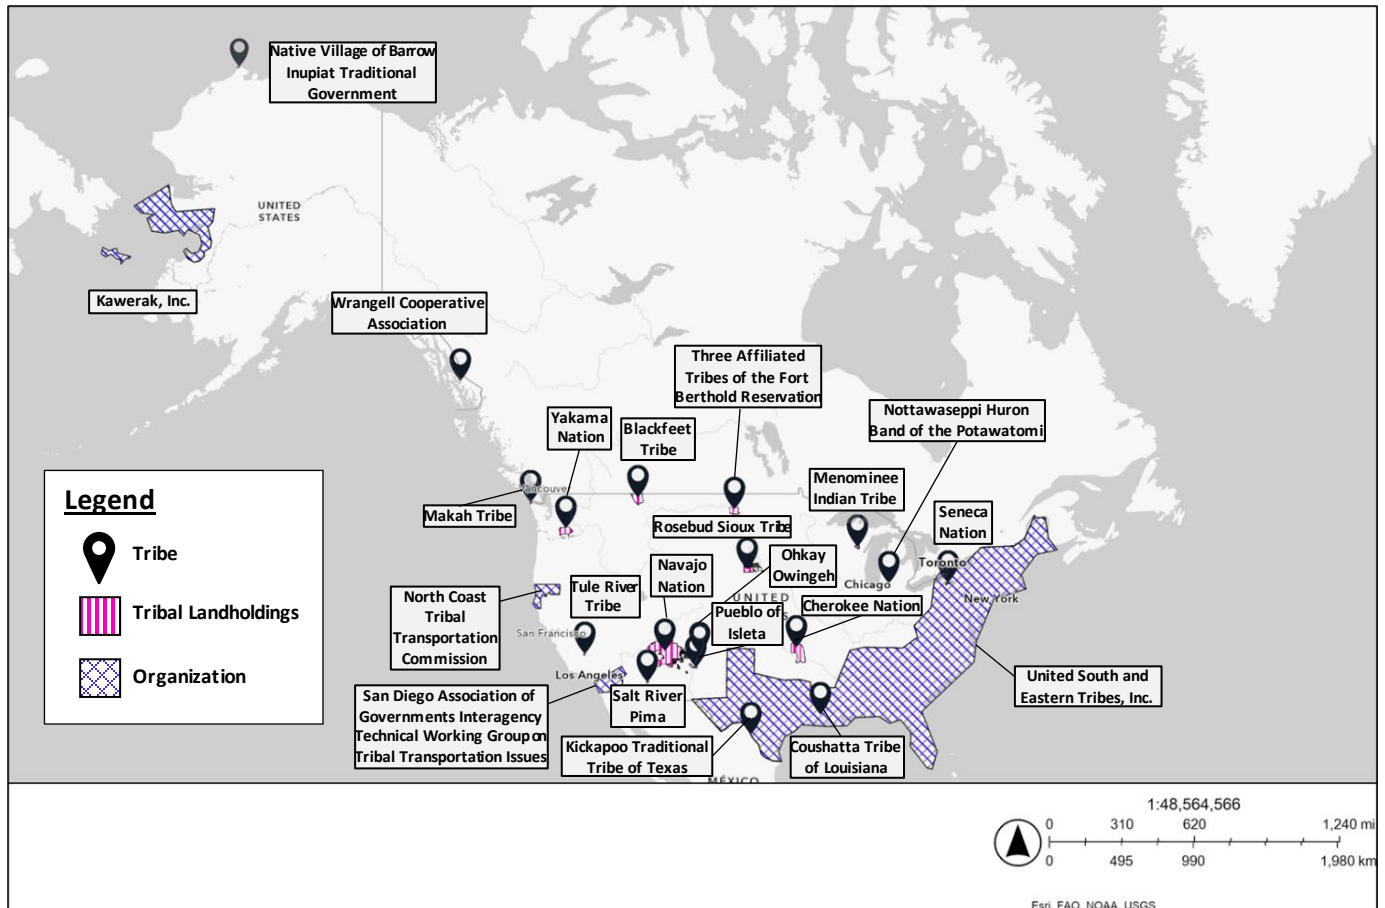 Native Village of Barrow
Inupiat Traditional
Government
UNITED
STATES
Kawerak, Inc.
Wrangell Cooperative
Association
Three Affiliated
Tribes of the Fort
Berthold Reservation
Nottawaseppi Huron
Band of the Potawatomi
Yakama
Nation
Blackfeet
Tribe
Menominee
Indian Tribe
Vancouver
Makah Tribe
Seneca
Nation
Rosebud Sioux Tribe
Ohkay
Owingeh
Toronto
Chicago
New York
Navajo
Nation
Tule River
Tribe
UNITED
S
Cherokee Nation
Pueblo of
Isleta
North Coast
Tribal
Transportation
Commission
San Francisco
Los Angeles
San Diego Association of
Governments Interagency
Technical Working Group on
Tribal Transportation Issues
Salt River
Pima
Kickapoo Traditional
Tribe of Texas
Coushatta Tribe
of Louisiana
United South and
Eastern Tribes, Inc.
MÉXICO
Legend
Tribe
Tribal Landholdings
Organization
1:48,564,566
0 310 620 1,240 mi
0 495 990 1,980 km
Esri, FAO, NOAA, USGS